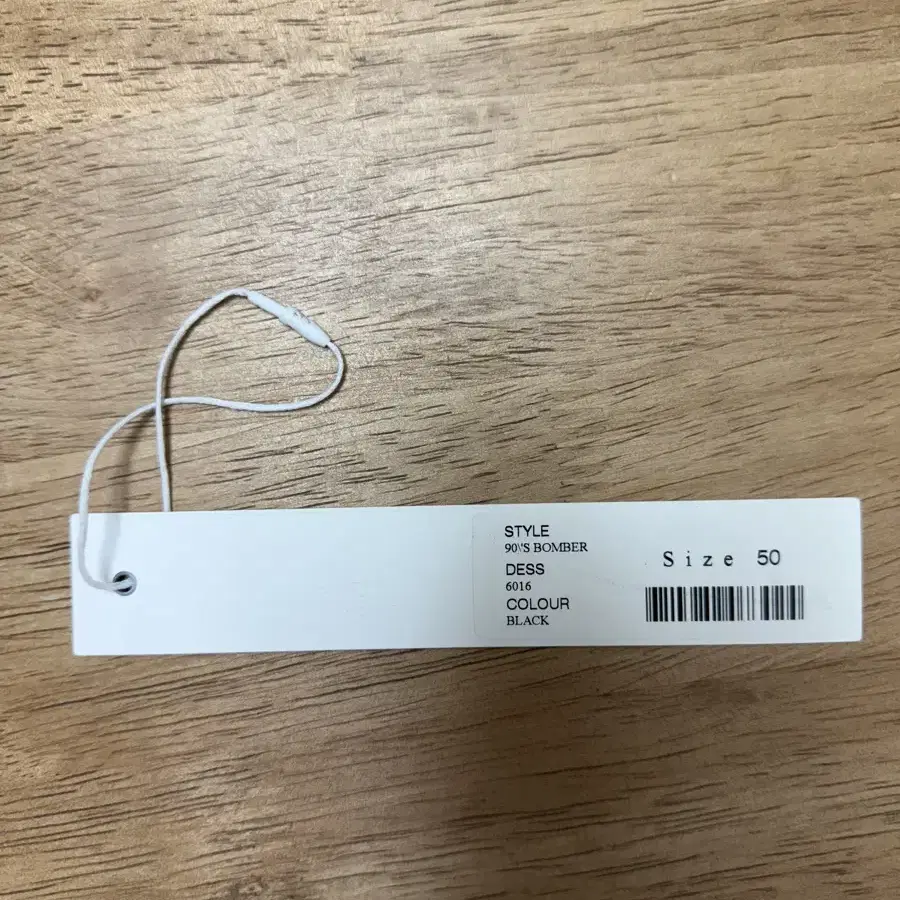 STYLE
90\'S BOMBER
DESS
6016
COLOUR
BLACK
Size 50